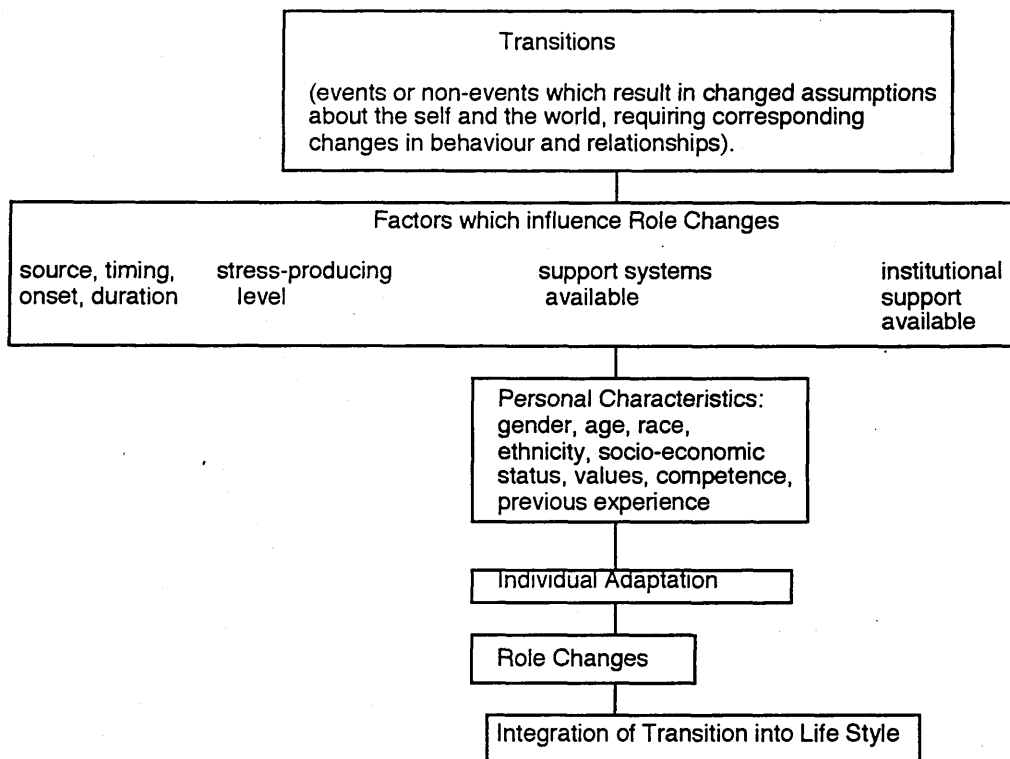 Transitions
(events or non-events which result in changed assumptions
about the self and the world, requiring corresponding
changes in behaviour and relationships).
Factors which influence Role Changes
source, timing,
onset, duration
stress-producing
level
support systems
available
institutional
support
available
Personal Characteristics:
gender, age, race,
ethnicity, socio-economic
status, values, competence,
previous experience
Individual Adaptation
Role Changes
Integration of Transition into Life Style